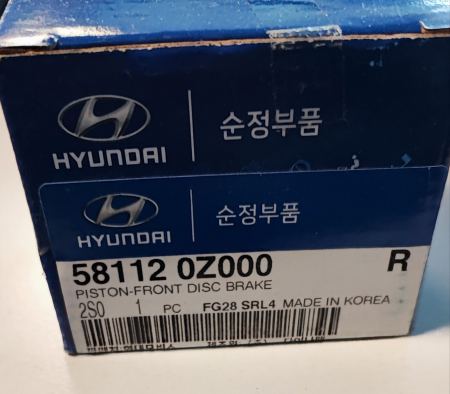 HYUNDAI 순정부품
HYUNDAI 순정부품
58112 0Z000 R
PISTON-FRONT DISC BRAKE
2S0 1 PC FG28 SRL4 MADE IN KOREA